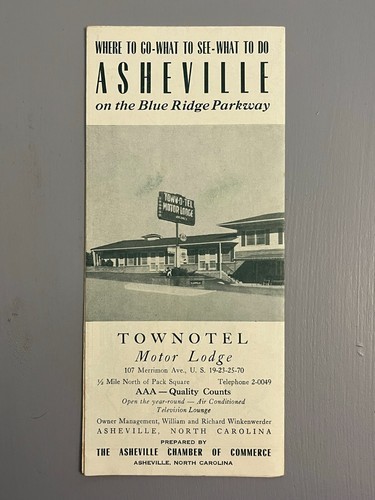 WHERE TO GO-WHAT TO SEE-WHAT TO DO
ASHEVILLE
on the Blue Ridge Parkway
TOWN-O-TEL
MOTOR LODGE
TOWNOTEL
Motor Lodge
107 Merrimon Ave., U. S. 19-23-25-70
½ Mile North of Pack Square Telephone 2-0049
AAA — Quality Counts
Open the year-round — Air Conditioned
Television Lounge
Owner Management, William and Richard Winkenwerder
ASHEVILLE, NORTH CAROLINA
PREPARED BY
THE ASHEVILLE CHAMBER OF COMMERCE
ASHEVILLE, NORTH CAROLINA